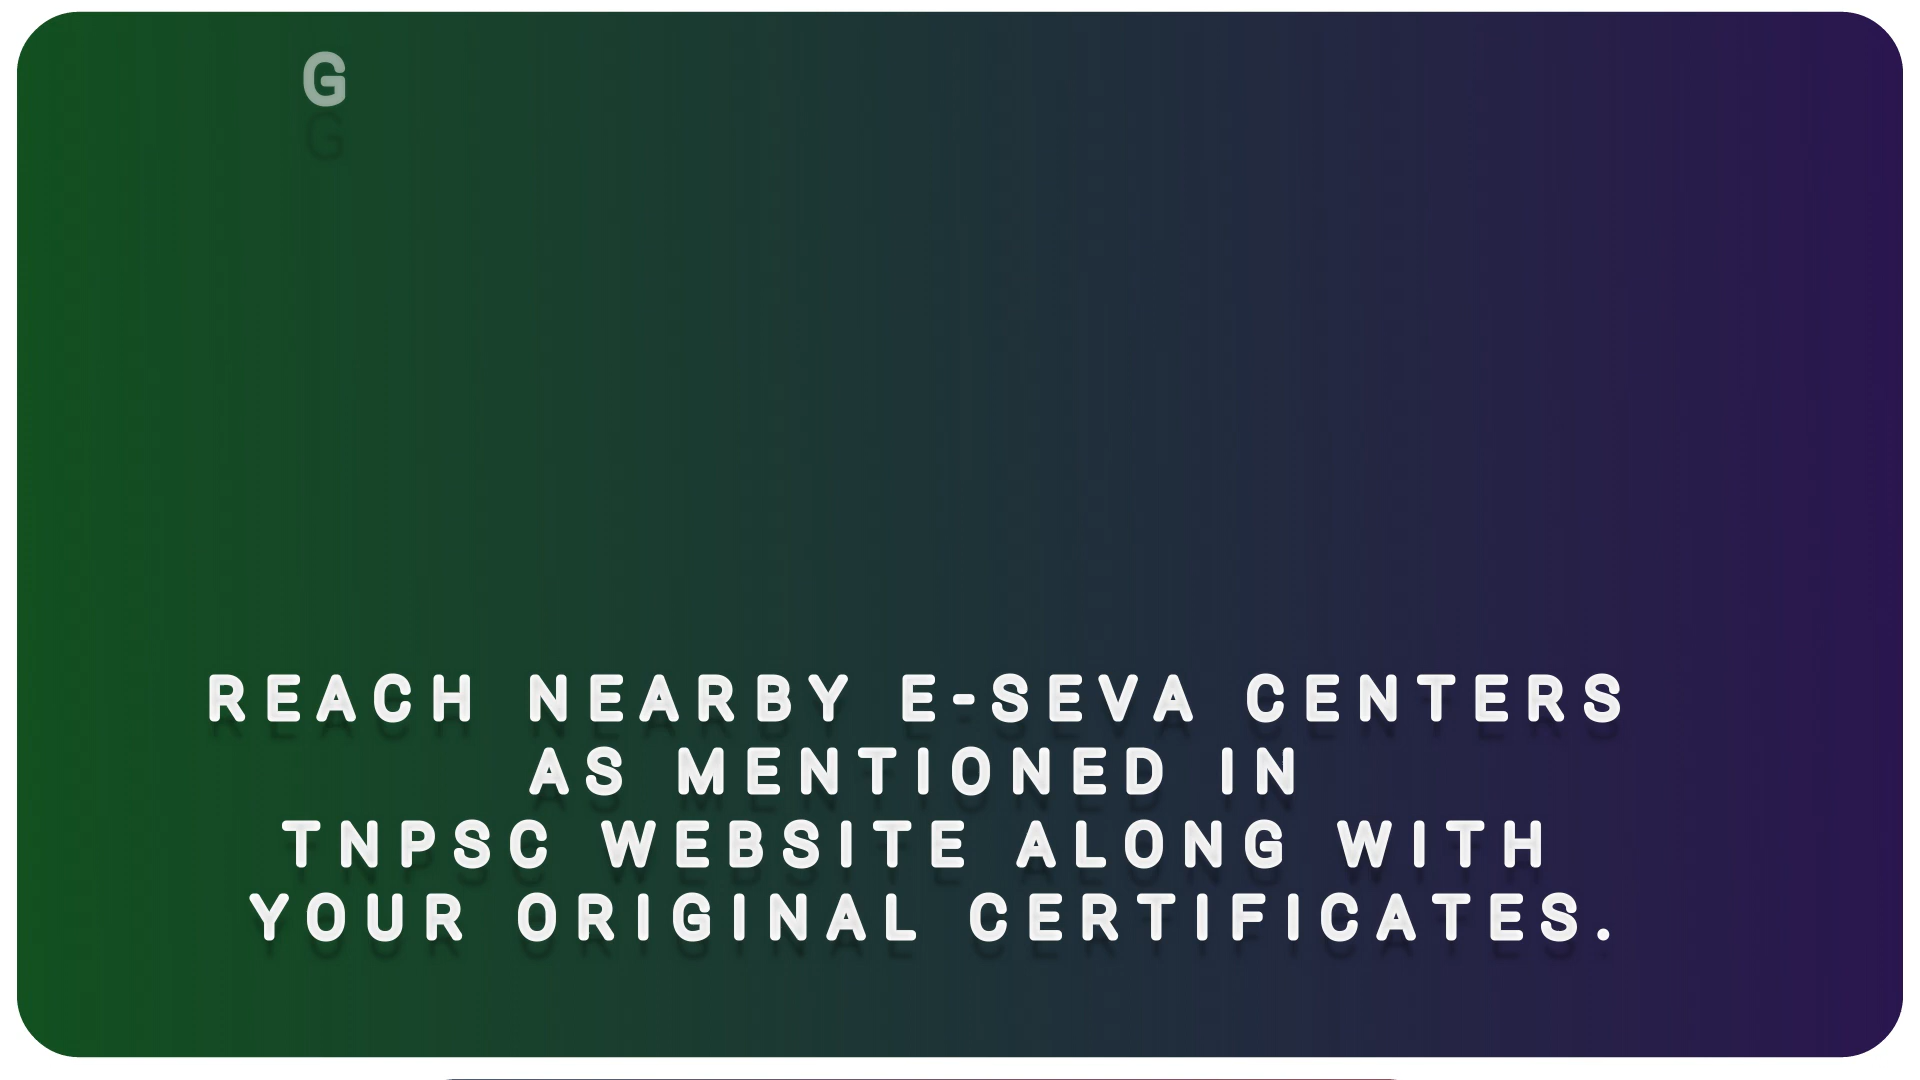 G
REACH NEARBY E-SEVA CENTERS
AS MENTIONED IN
TNPSC WEBSITE ALONG WITH
YOUR ORIGINAL CERTIFICATES.